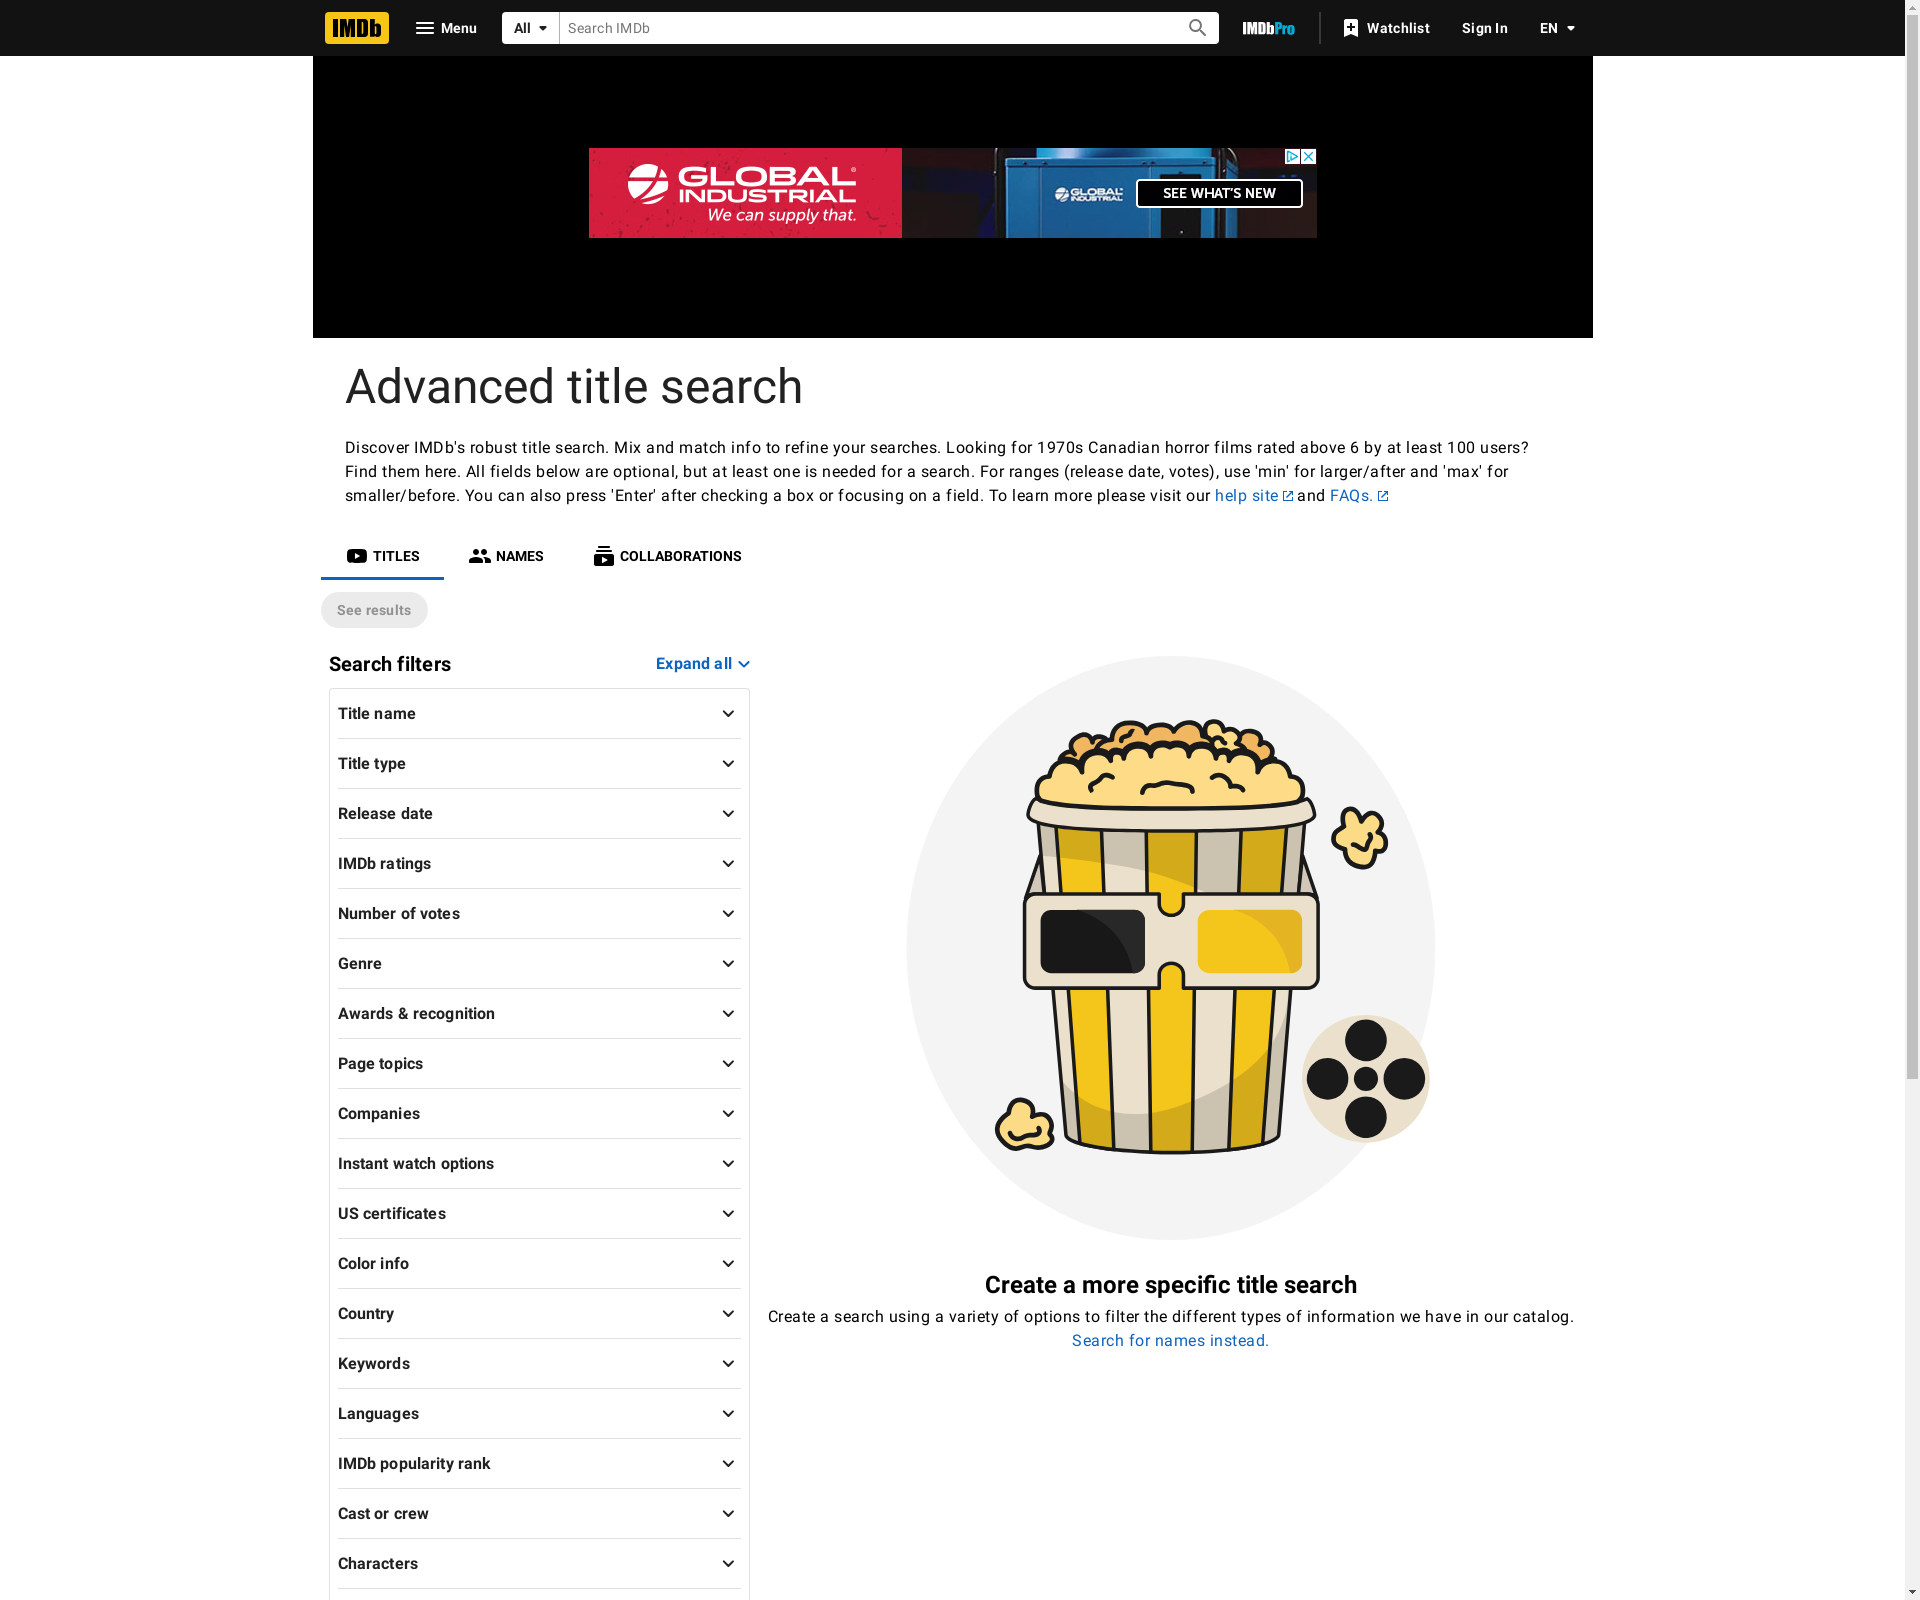 IMDb Menu All Search IMDb IMDbPro Watchlist Sign In EN
GLOBAL INDUSTRIAL ®
We can supply that.
GLOBAL INDUSTRIAL
SEE WHAT'S NEW
Advanced title search
Discover IMDb's robust title search. Mix and match info to refine your searches. Looking for 1970s Canadian horror films rated above 6 by at least 100 users?
Find them here. All fields below are optional, but at least one is needed for a search. For ranges (release date, votes), use 'min' for larger/after and 'max' for
smaller/before. You can also press 'Enter' after checking a box or focusing on a field. To learn more please visit our help site and FAQs.
TITLES NAMES COLLABORATIONS
See results
Search filters Expand all
Title name
Title type
Release date
IMDb ratings
Number of votes
Genre
Awards & recognition
Page topics
Companies
Instant watch options
US certificates
Color info
Country
Keywords
Languages
IMDb popularity rank
Cast or crew
Characters
Create a more specific title search
Create a search using a variety of options to filter the different types of information we have in our catalog.
Search for names instead.